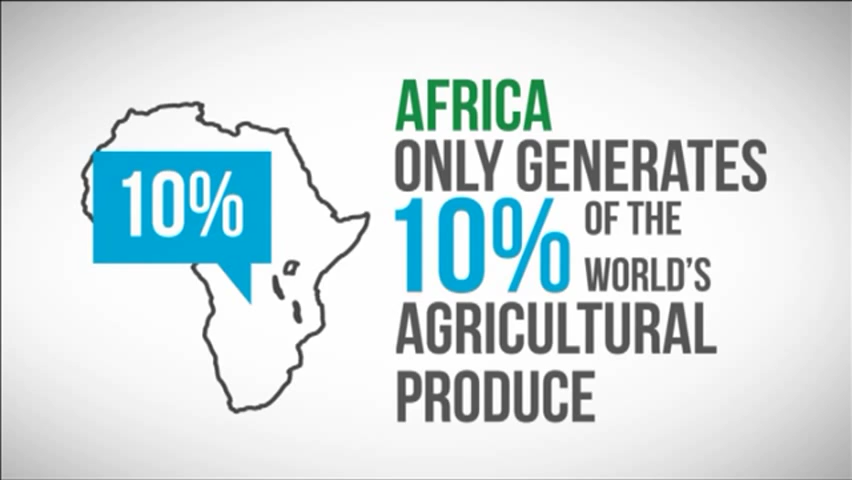 10%
AFRICA
ONLY GENERATES
10% OF THE
WORLD'S
AGRICULTURAL
PRODUCE